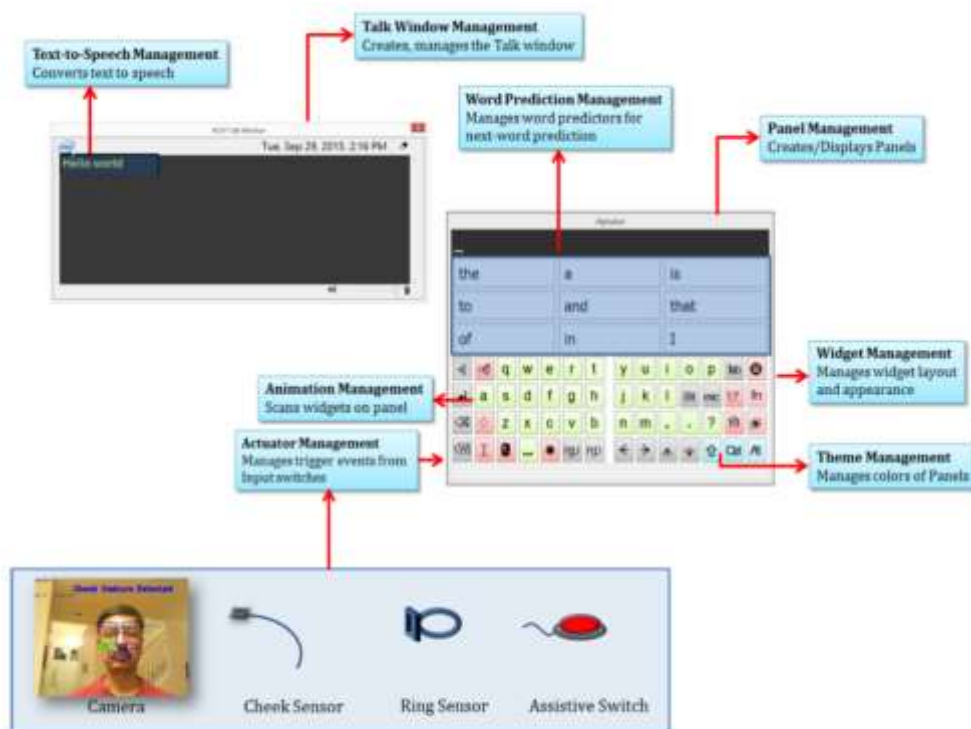 Talk Window Management
Creates, manages the Talk window
Text-to-Speech Management
Converts text to speech
Word Prediction Management
Manages word predictors for
next-word prediction
Panel Management
Creates/Displays Panels
Tue, Sep 29, 2015, 2:16 PM
Hello world
Alphabet
the a is
to and that
of in I
Widget Management
Manages widget layout
and appearance
q w e r t y u i o p
Animation Management
Scans widgets on panel
a s d f g h j k l
z x c v b n m ?
Actuator Management
Manages trigger events from
Input switches
Theme Management
Manages colors of Panels
Cheek Gesture Detected
Camera Cheek Sensor Ring Sensor Assistive Switch